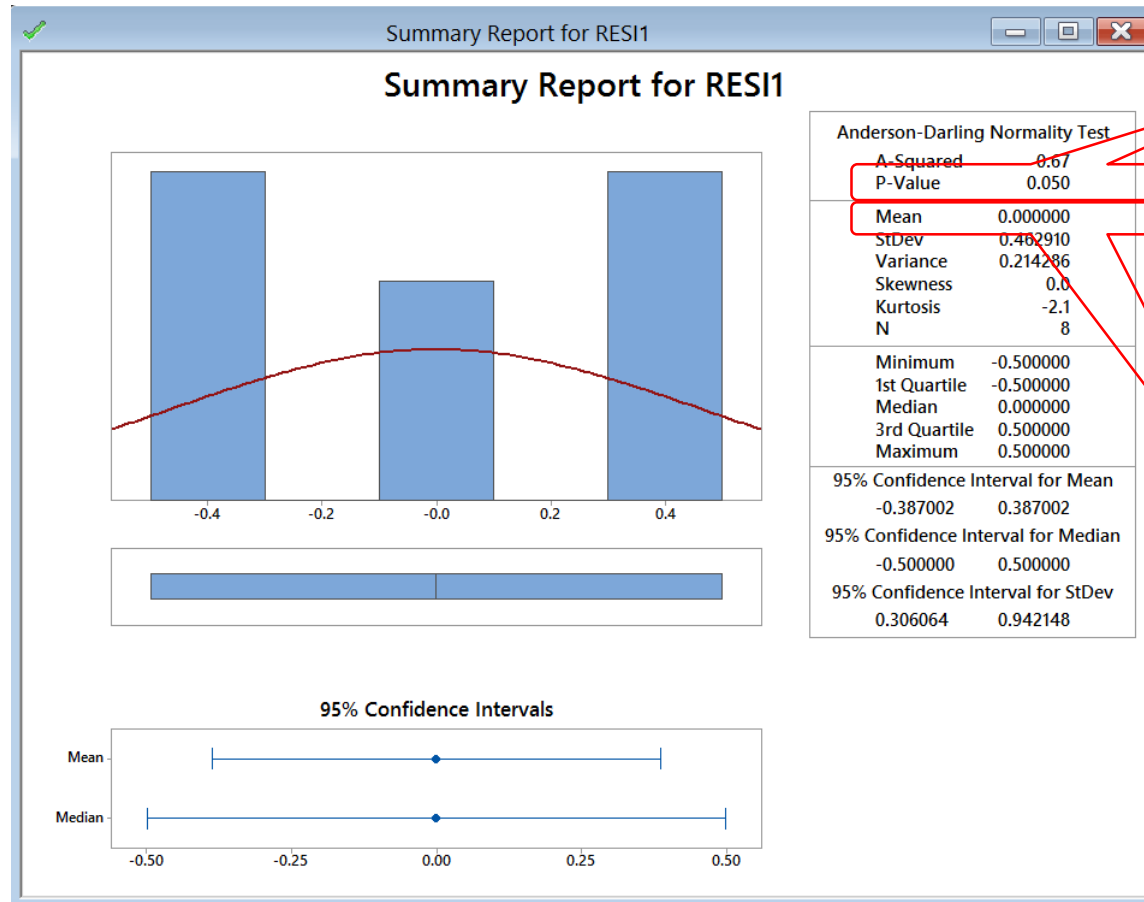 Summary Report for RESI1
Summary Report for RESI1
Anderson-Darling Normality Test
A-Squared 0.67
P-Value 0.050
Mean 0.000000
StDev 0.462910
Variance 0.214286
Skewness 0.0
Kurtosis -2.1
N 8
Minimum -0.500000
1st Quartile -0.500000
Median 0.000000
3rd Quartile 0.500000
Maximum 0.500000
95% Confidence Interval for Mean
-0.387002 0.387002
95% Confidence Interval for Median
-0.500000 0.500000
95% Confidence Interval for StDev
0.306064 0.942148
-0.4 -0.2 -0.0 0.2 0.4
95% Confidence Intervals
Mean
Median
-0.50 -0.25 0.00 0.25 0.50